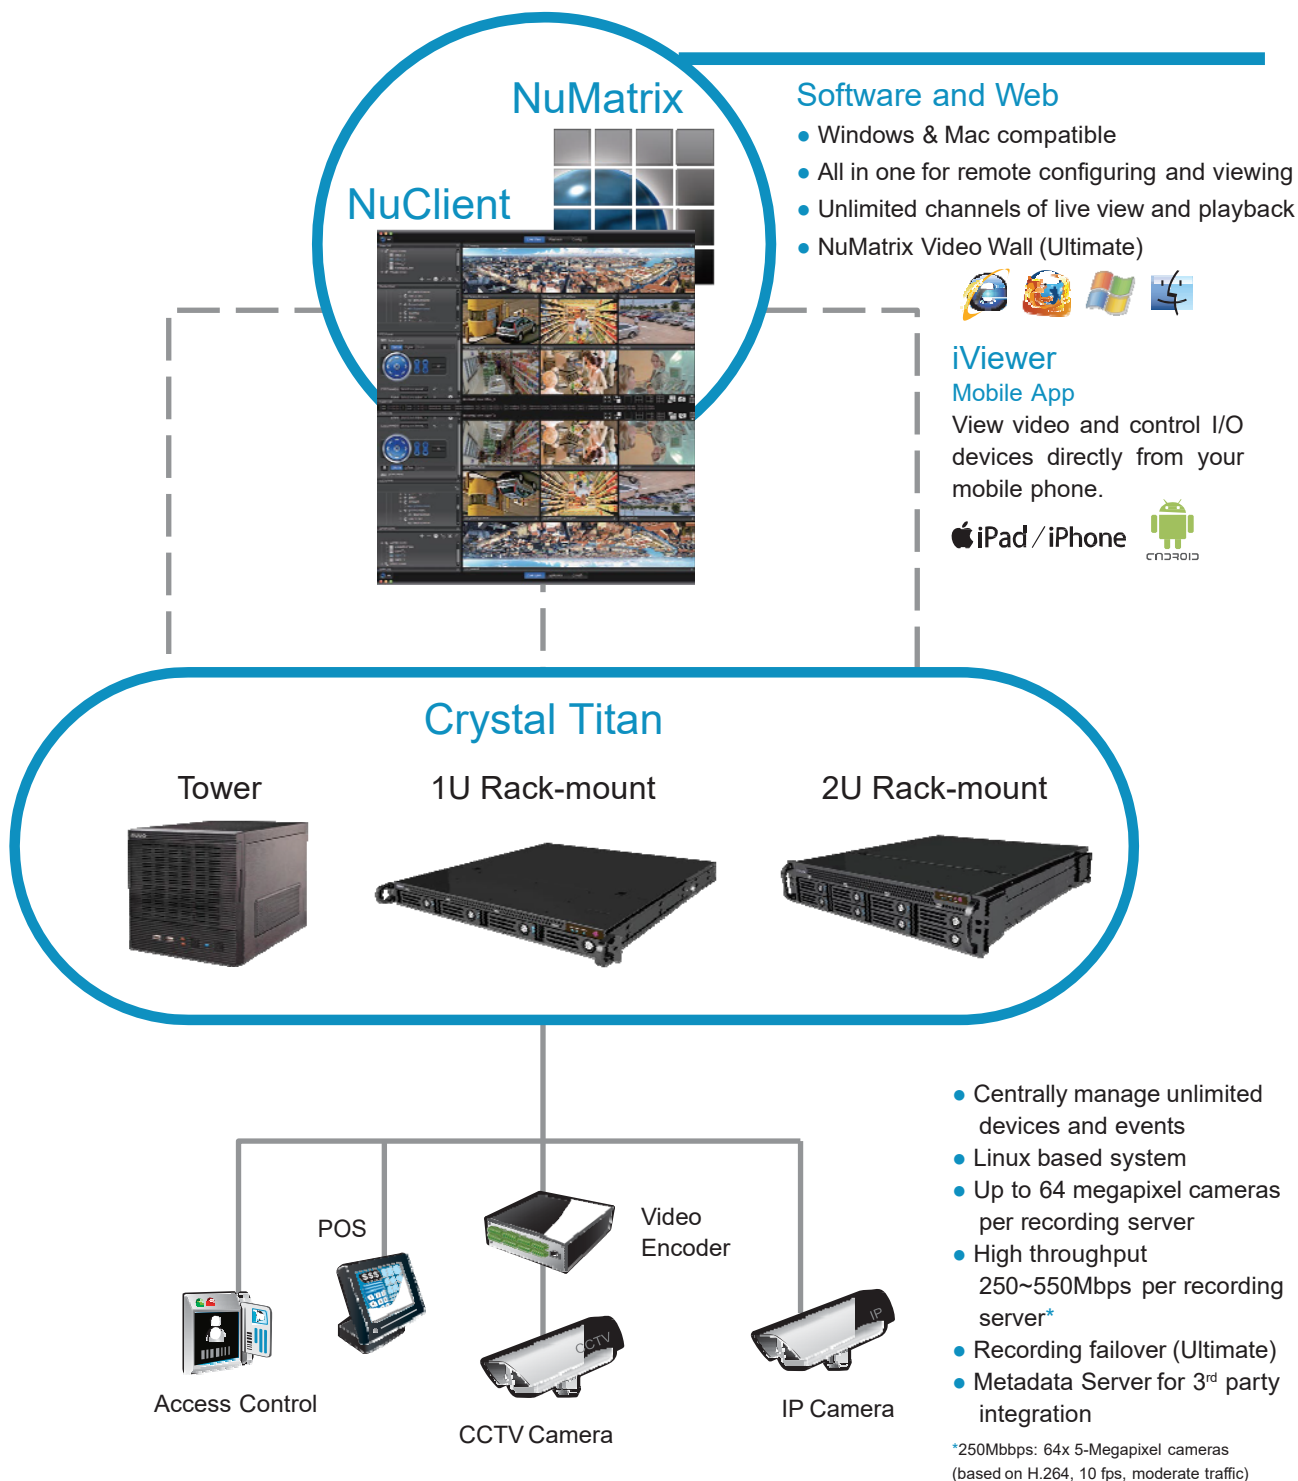 NuMatrix
NuClient
Software and Web
● Windows & Mac compatible
● All in one for remote configuring and viewing
● Unlimited channels of live view and playback
● NuMatrix Video Wall (Ultimate)
iViewer
Mobile App
View video and control I/O
devices directly from your
mobile phone.
iPad / iPhone
ANDROID
Crystal Titan
Tower
1U Rack-mount
2U Rack-mount
POS
Video
Encoder
$$$
CCTV
IP
Access Control
CCTV Camera
IP Camera
● Centrally manage unlimited
devices and events
● Linux based system
● Up to 64 megapixel cameras
per recording server
● High throughput
250~550Mbps per recording
server*
● Recording failover (Ultimate)
● Metadata Server for 3rd party
integration
*250Mbbps: 64x 5-Megapixel cameras
(based on H.264, 10 fps, moderate traffic)